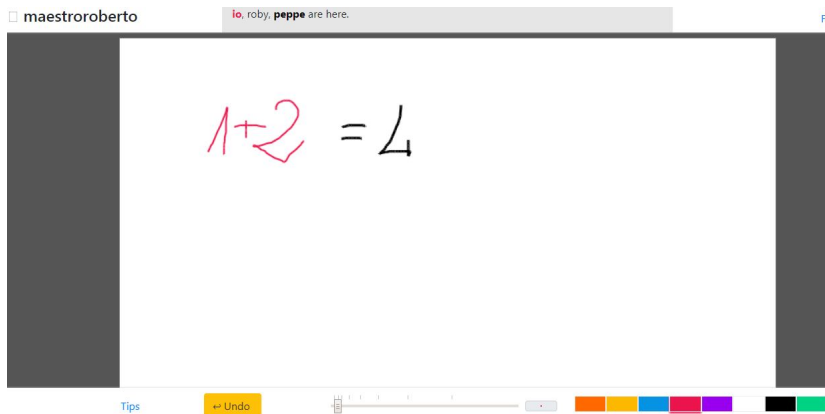 maestroroberto
io, roby, peppe are here.
1+2 = 4
Tips
↩ Undo